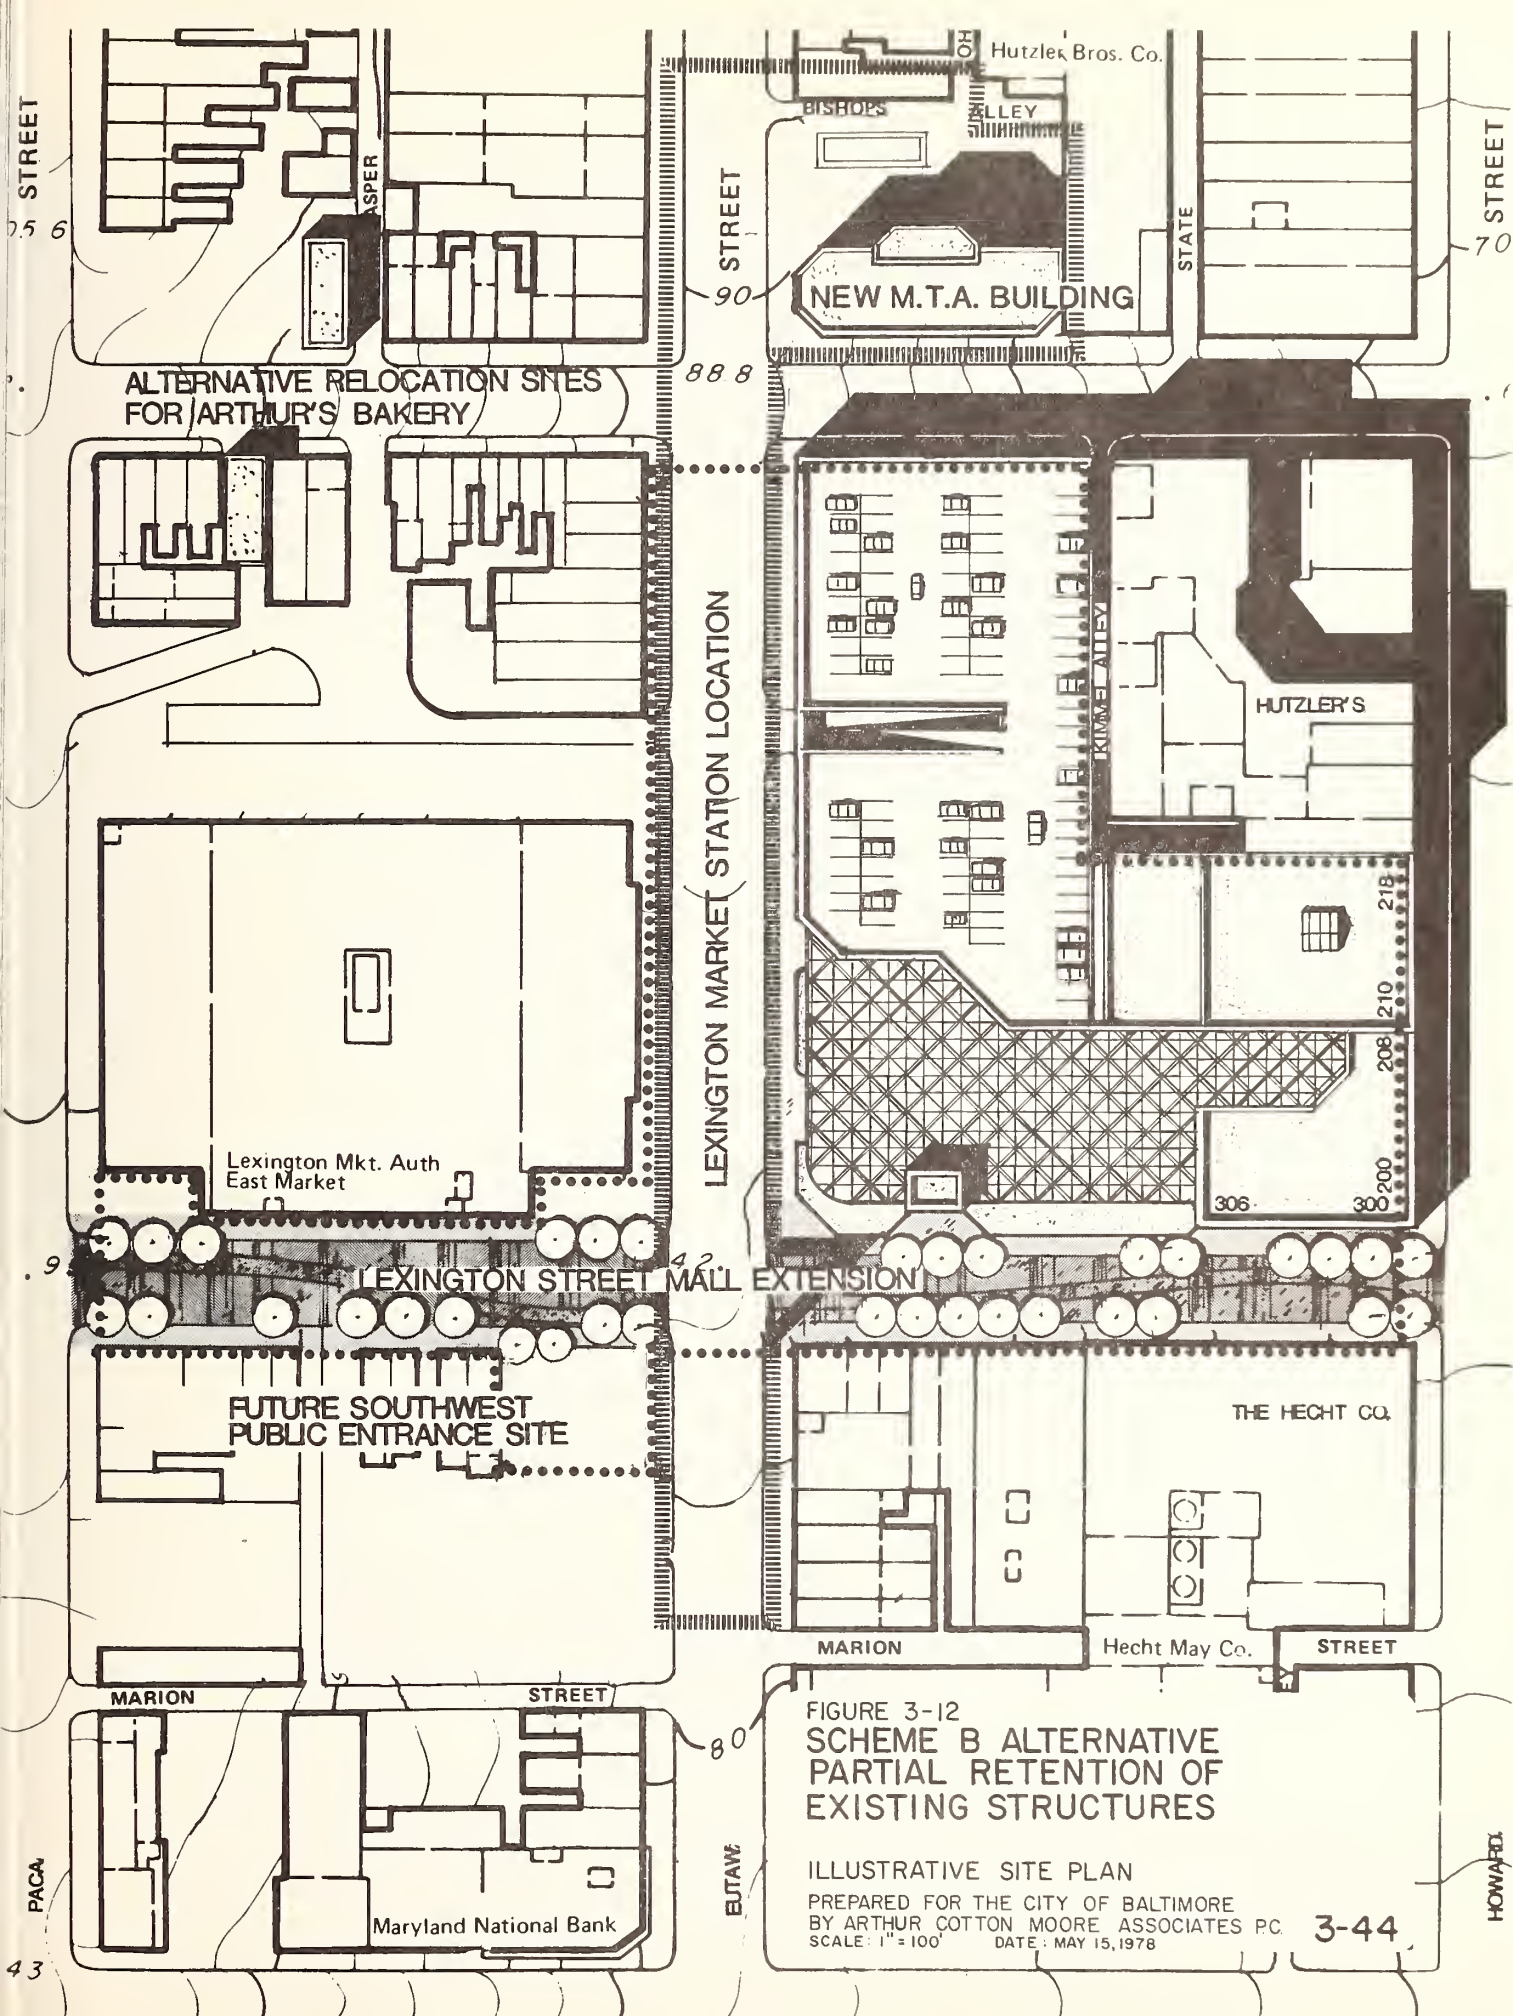 Hutzler Bros. Co.
BISHOPS
ALLEY
STREET
ASPER
STREET
STATE
STREET
70
90
NEW M.T.A. BUILDING
888
ALTERNATIVE RELOCATION SITES
FOR ARTHUR'S BAKERY
LEXINGTON MARKET STATION LOCATION
KIMMEL ALLEY
HUTZLER'S
218
210
208
200
306
300
Lexington Mkt. Auth
East Market
42.
LEXINGTON STREET MALL EXTENSION
FUTURE SOUTHWEST
PUBLIC ENTRANCE SITE
THE HECHT CO.
MARION
Hecht May Co.
STREET
MARION
STREET
80
Maryland National Bank
PACA
EUTAW
HOWARD
43
FIGURE 3-12
SCHEME B ALTERNATIVE
PARTIAL RETENTION OF
EXISTING STRUCTURES
ILLUSTRATIVE SITE PLAN
PREPARED FOR THE CITY OF BALTIMORE
BY ARTHUR COTTON MOORE ASSOCIATES P.C.
SCALE: 1" = 100' DATE: MAY 15, 1978
3-44